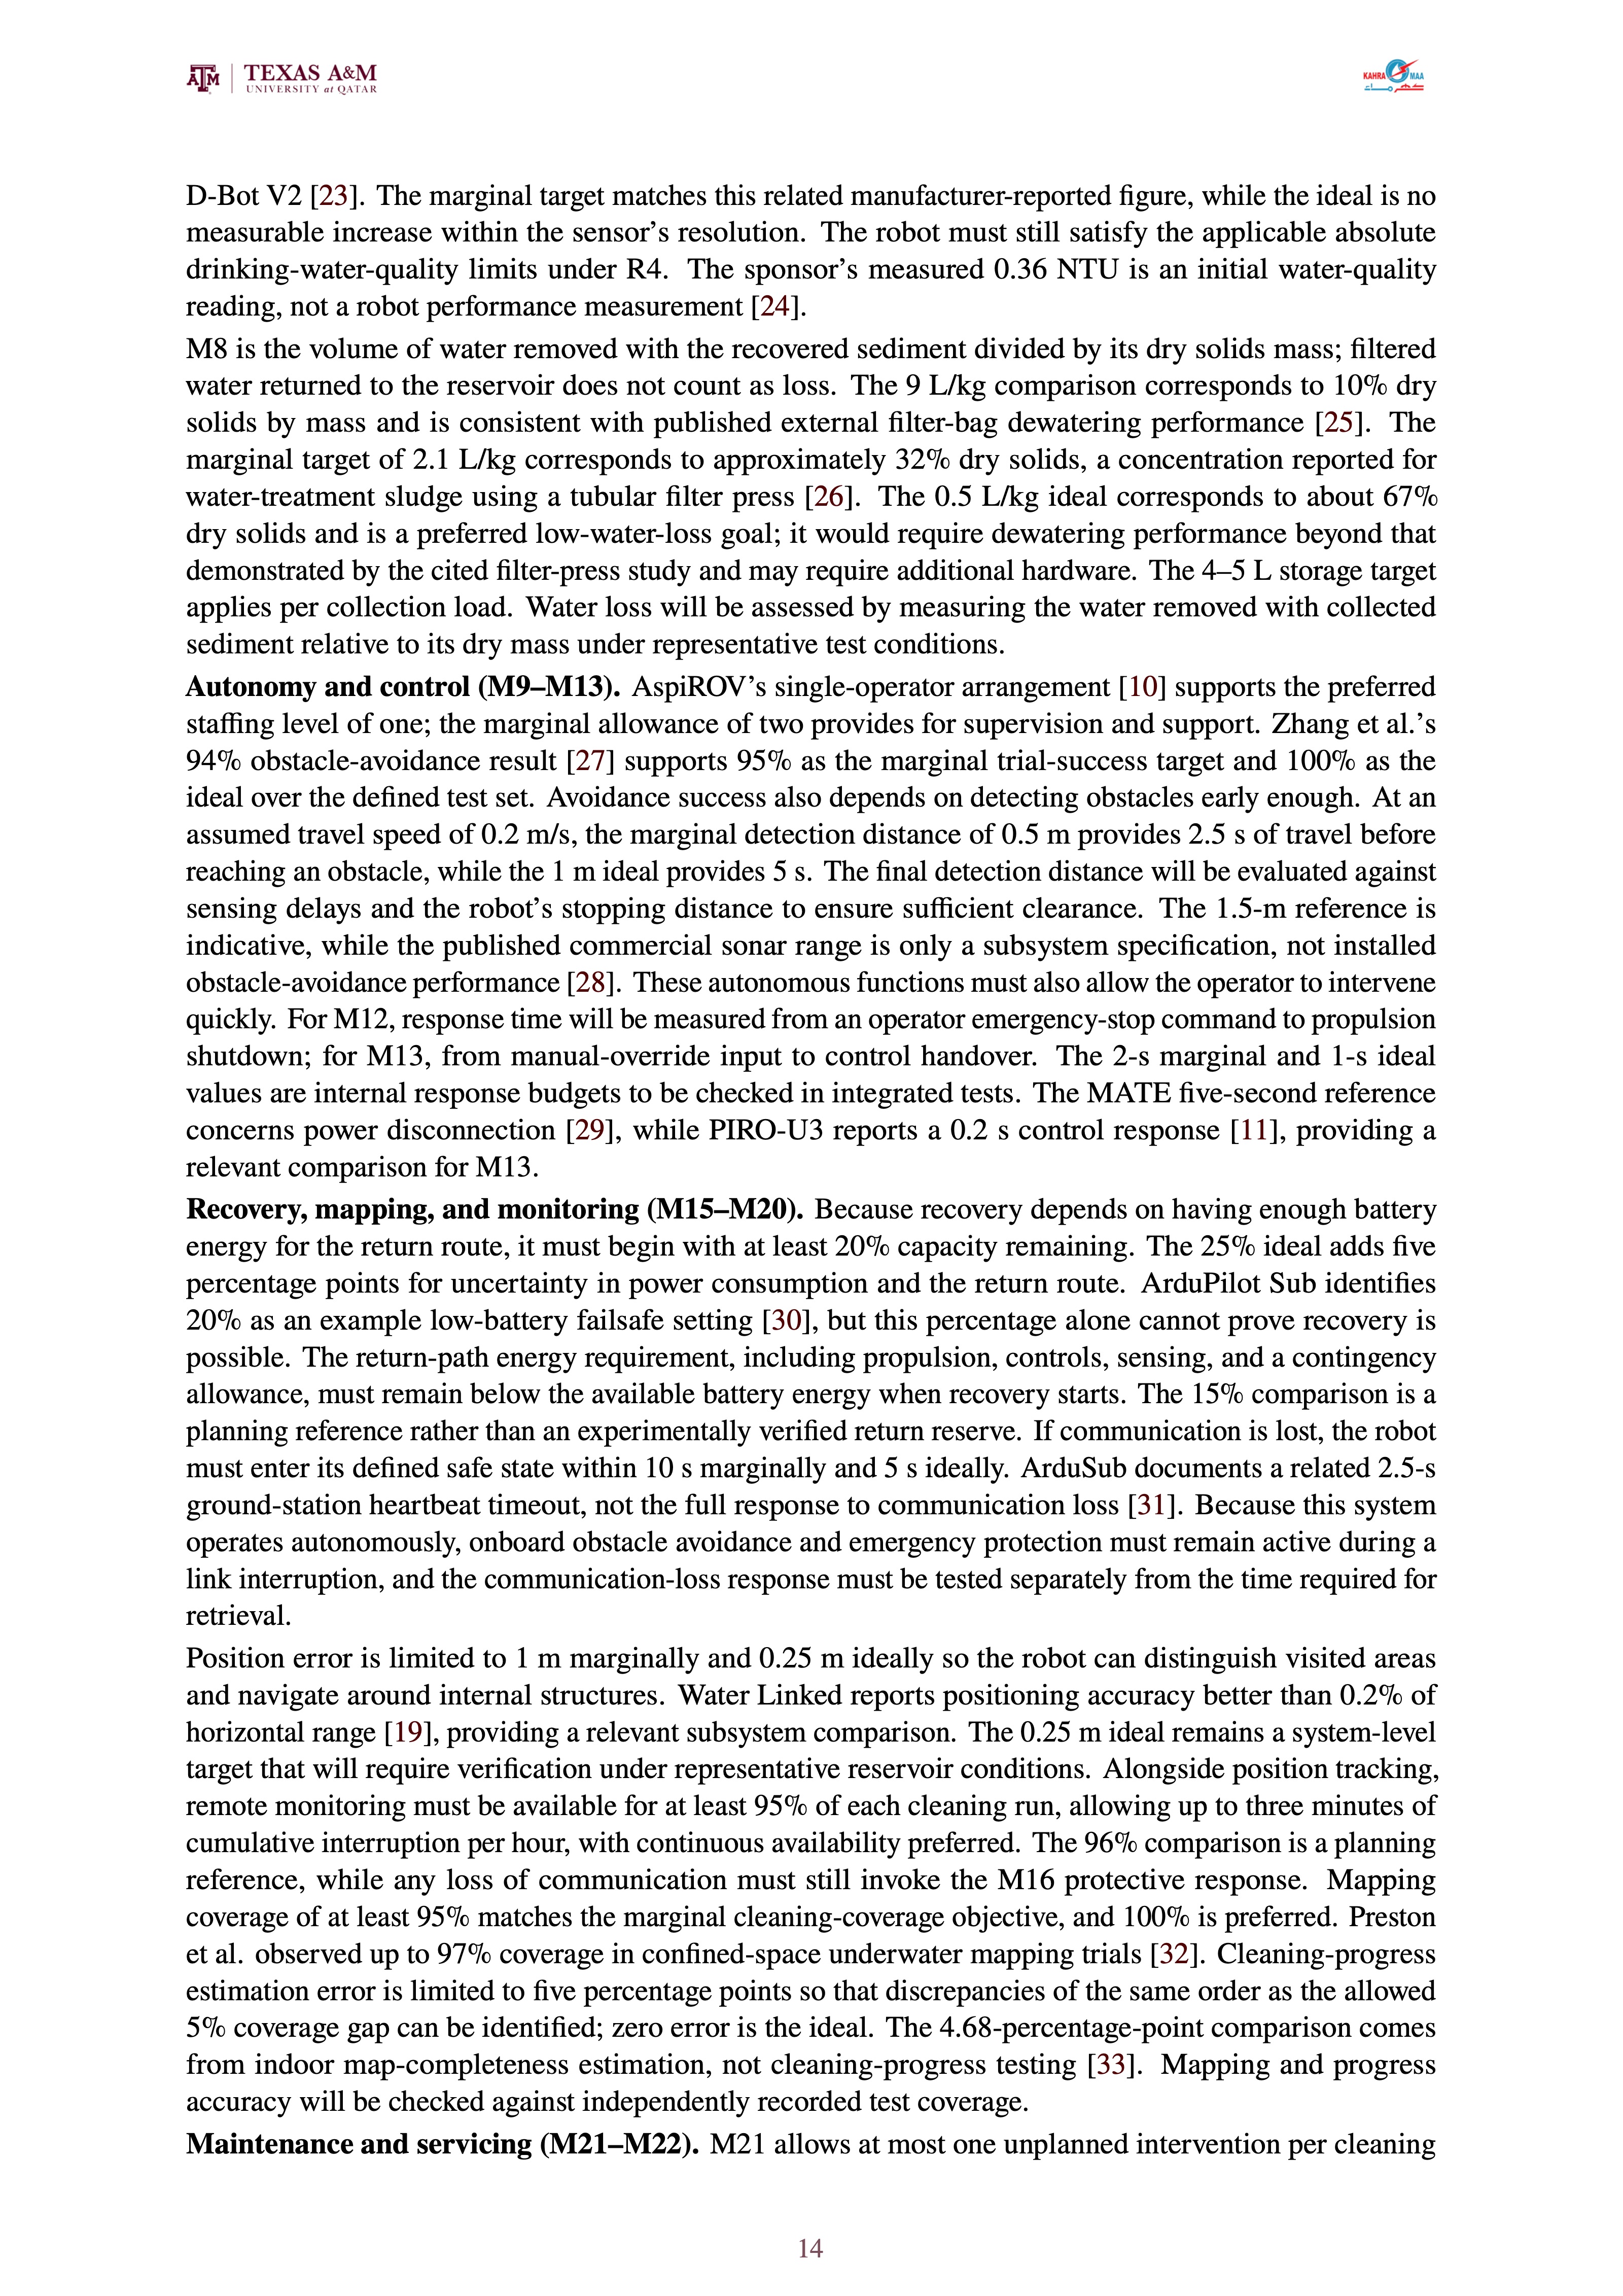 TEXAS A&M
UNIVERSITY at QATAR
KAHRA MAA
D-Bot V2 [23]. The marginal target matches this related manufacturer-reported figure, while the ideal is no
measurable increase within the sensor's resolution. The robot must still satisfy the applicable absolute
drinking-water-quality limits under R4. The sponsor's measured 0.36 NTU is an initial water-quality
reading, not a robot performance measurement [24].
M8 is the volume of water removed with the recovered sediment divided by its dry solids mass; filtered
water returned to the reservoir does not count as loss. The 9 L/kg comparison corresponds to 10% dry
solids by mass and is consistent with published external filter-bag dewatering performance [25]. The
marginal target of 2.1 L/kg corresponds to approximately 32% dry solids, a concentration reported for
water-treatment sludge using a tubular filter press [26]. The 0.5 L/kg ideal corresponds to about 67%
dry solids and is a preferred low-water-loss goal; it would require dewatering performance beyond that
demonstrated by the cited filter-press study and may require additional hardware. The 4–5 L storage target
applies per collection load. Water loss will be assessed by measuring the water removed with collected
sediment relative to its dry mass under representative test conditions.
Autonomy and control (M9–M13). AspiROV's single-operator arrangement [10] supports the preferred
staffing level of one; the marginal allowance of two provides for supervision and support. Zhang et al.'s
94% obstacle-avoidance result [27] supports 95% as the marginal trial-success target and 100% as the
ideal over the defined test set. Avoidance success also depends on detecting obstacles early enough. At an
assumed travel speed of 0.2 m/s, the marginal detection distance of 0.5 m provides 2.5 s of travel before
reaching an obstacle, while the 1 m ideal provides 5 s. The final detection distance will be evaluated against
sensing delays and the robot's stopping distance to ensure sufficient clearance. The 1.5-m reference is
indicative, while the published commercial sonar range is only a subsystem specification, not installed
obstacle-avoidance performance [28]. These autonomous functions must also allow the operator to intervene
quickly. For M12, response time will be measured from an operator emergency-stop command to propulsion
shutdown; for M13, from manual-override input to control handover. The 2-s marginal and 1-s ideal
values are internal response budgets to be checked in integrated tests. The MATE five-second reference
concerns power disconnection [29], while PIRO-U3 reports a 0.2 s control response [11], providing a
relevant comparison for M13.
Recovery, mapping, and monitoring (M15–M20). Because recovery depends on having enough battery
energy for the return route, it must begin with at least 20% capacity remaining. The 25% ideal adds five
percentage points for uncertainty in power consumption and the return route. ArduPilot Sub identifies
20% as an example low-battery failsafe setting [30], but this percentage alone cannot prove recovery is
possible. The return-path energy requirement, including propulsion, controls, sensing, and a contingency
allowance, must remain below the available battery energy when recovery starts. The 15% comparison is a
planning reference rather than an experimentally verified return reserve. If communication is lost, the robot
must enter its defined safe state within 10 s marginally and 5 s ideally. ArduSub documents a related 2.5-s
ground-station heartbeat timeout, not the full response to communication loss [31]. Because this system
operates autonomously, onboard obstacle avoidance and emergency protection must remain active during a
link interruption, and the communication-loss response must be tested separately from the time required for
retrieval.
Position error is limited to 1 m marginally and 0.25 m ideally so the robot can distinguish visited areas
and navigate around internal structures. Water Linked reports positioning accuracy better than 0.2% of
horizontal range [19], providing a relevant subsystem comparison. The 0.25 m ideal remains a system-level
target that will require verification under representative reservoir conditions. Alongside position tracking,
remote monitoring must be available for at least 95% of each cleaning run, allowing up to three minutes of
cumulative interruption per hour, with continuous availability preferred. The 96% comparison is a planning
reference, while any loss of communication must still invoke the M16 protective response. Mapping
coverage of at least 95% matches the marginal cleaning-coverage objective, and 100% is preferred. Preston
et al. observed up to 97% coverage in confined-space underwater mapping trials [32]. Cleaning-progress
estimation error is limited to five percentage points so that discrepancies of the same order as the allowed
5% coverage gap can be identified; zero error is the ideal. The 4.68-percentage-point comparison comes
from indoor map-completeness estimation, not cleaning-progress testing [33]. Mapping and progress
accuracy will be checked against independently recorded test coverage.
Maintenance and servicing (M21–M22). M21 allows at most one unplanned intervention per cleaning
14